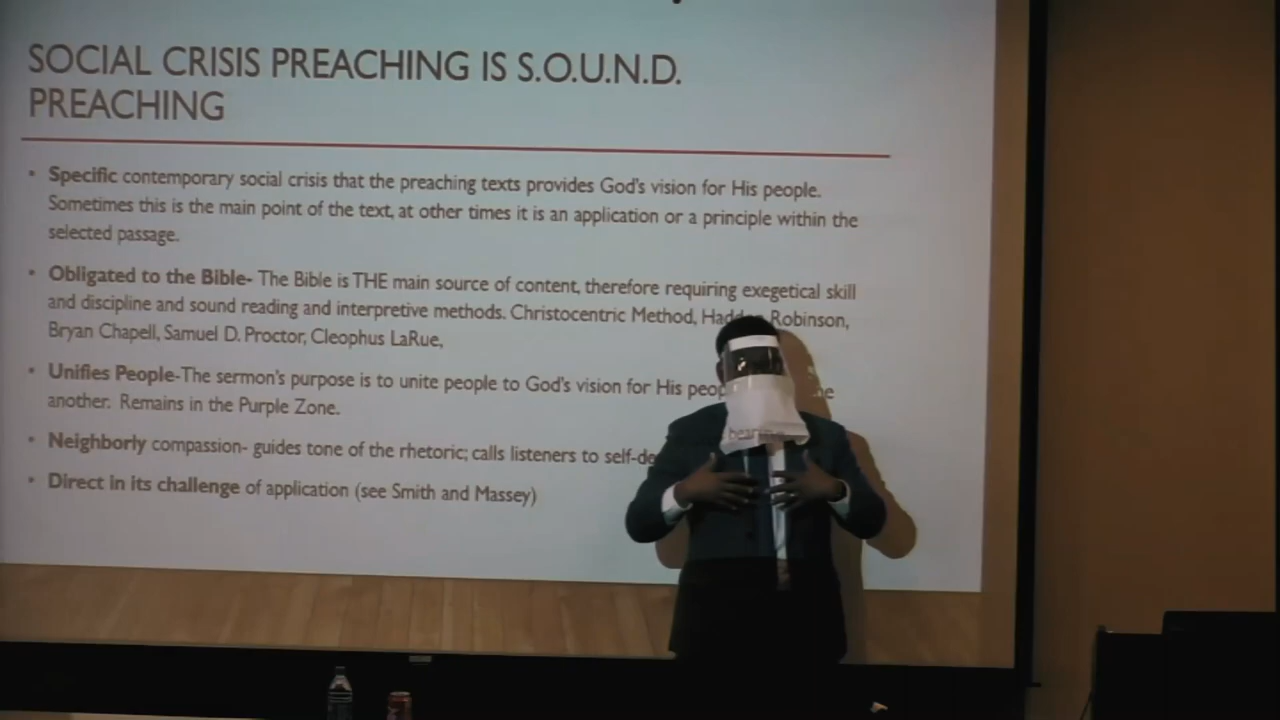 SOCIAL CRISIS PREACHING IS S.O.U.N.D.
PREACHING
• Specific contemporary social crisis that the preaching texts provides God's vision for His people.
Sometimes this is the main point of the text, at other times it is an application or a principle within the
selected passage.
• Obligated to the Bible- The Bible is THE main source of content, therefore requiring exegetical skill
and discipline and sound reading and interpretive methods. Christocentric Method, Robinson,
Bryan Chapell, Samuel D. Proctor, Cleophus LaRue,
• Unifies People-The sermon's purpose is to unite people to God's vision for His
another. Remains in the Purple Zone.
• Neighborly compassion- guides tone of the rhetoric; calls listeners to
• Direct in its challenge of application (see Smith and Massey)